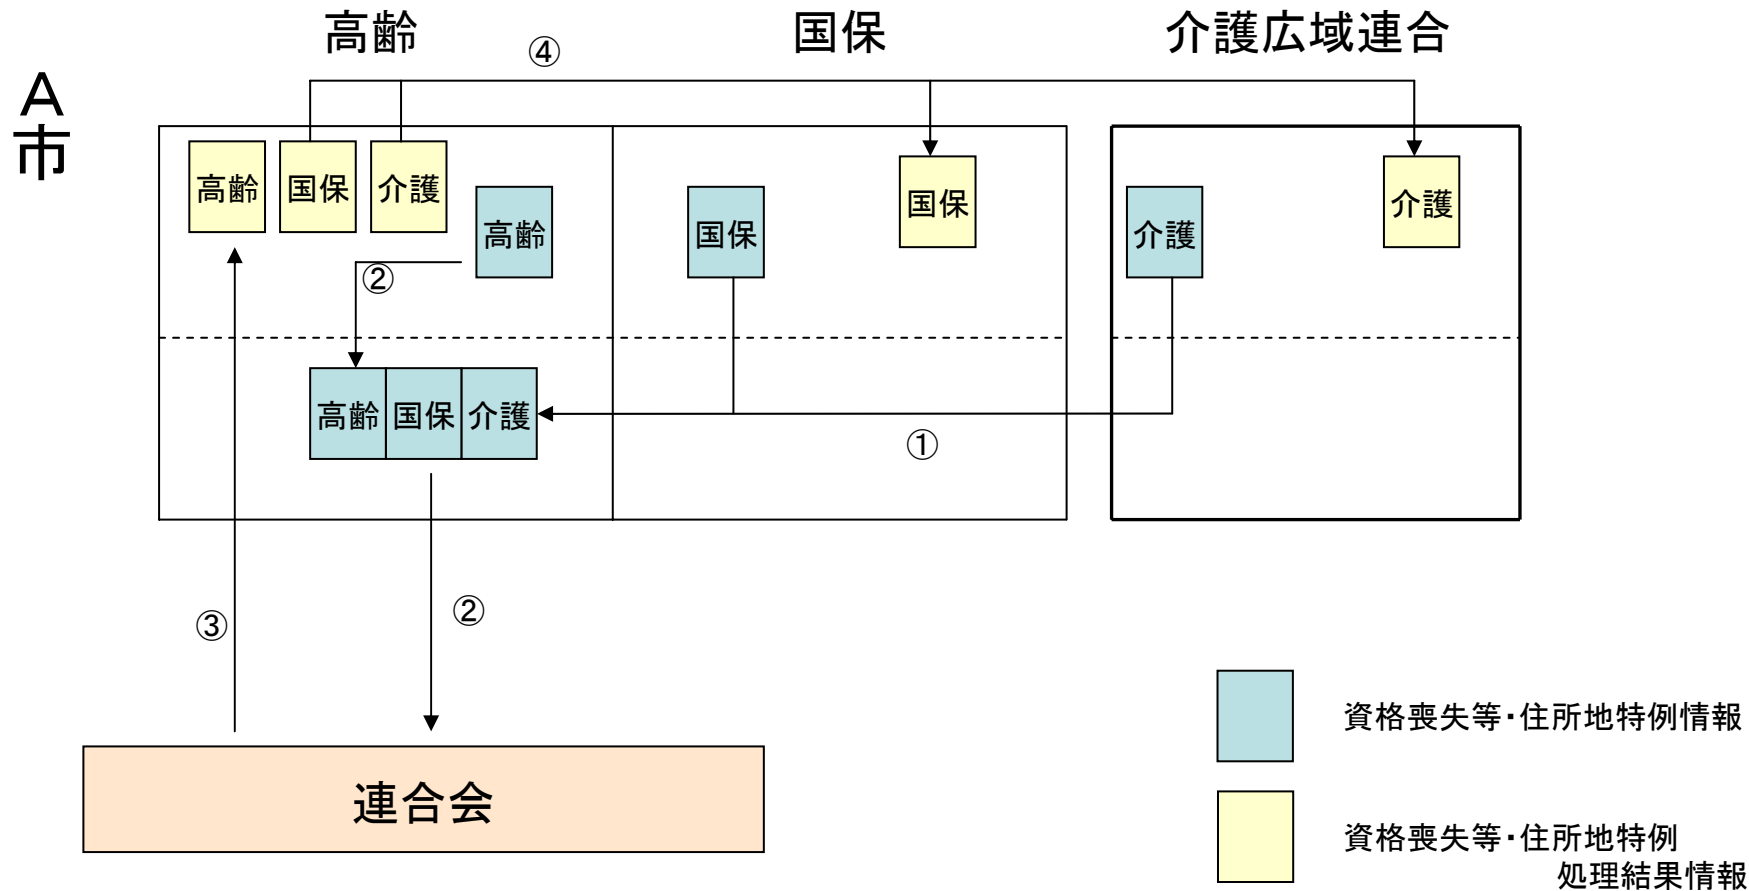 高齢
国保
介護広域連合
④
A
市
高齢
国保
介護
高齢
国保
国保
介護
介護
②
高齢
国保
介護
①
③
②
連合会
資格喪失等・住所地特例情報
資格喪失等・住所地特例
処理結果情報